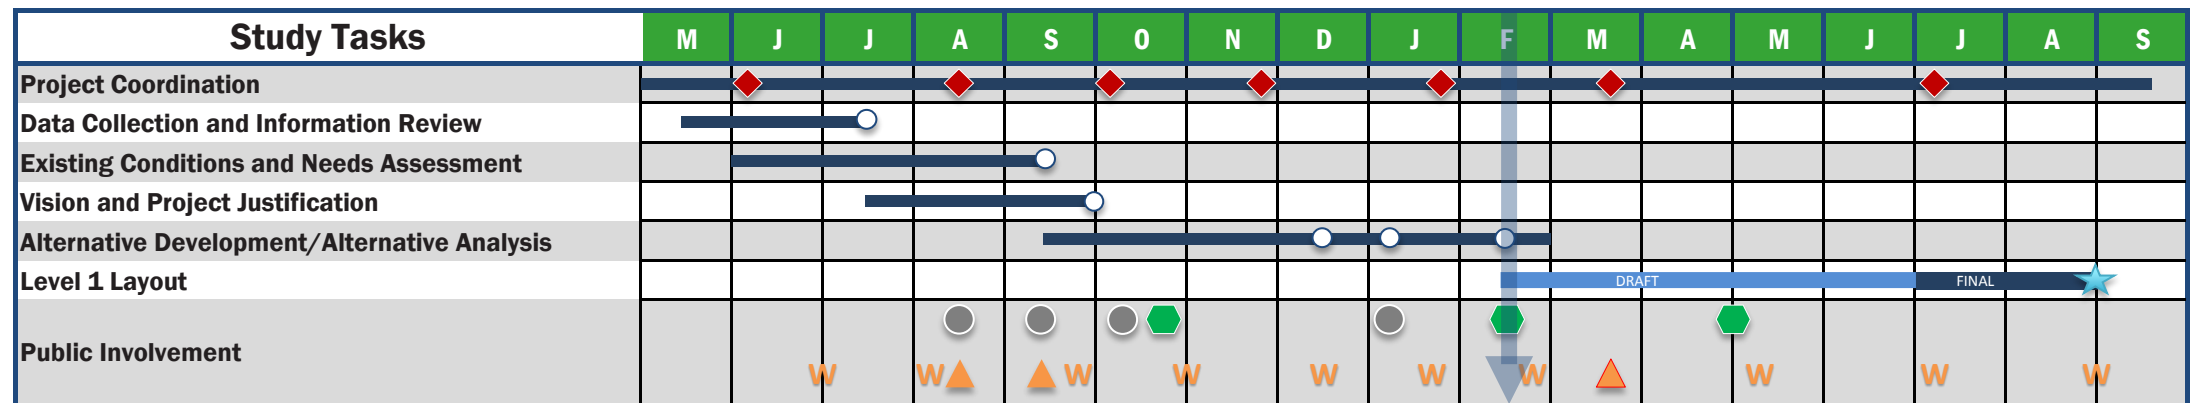 Study Tasks M J J A S O N D J F M A M J J A S
Project Coordination
Data Collection and Information Review
Existing Conditions and Needs Assessment
Vision and Project Justification
Alternative Development/Alternative Analysis
Level 1 Layout DRAFT FINAL
Public Involvement
W W W W W W W W W W